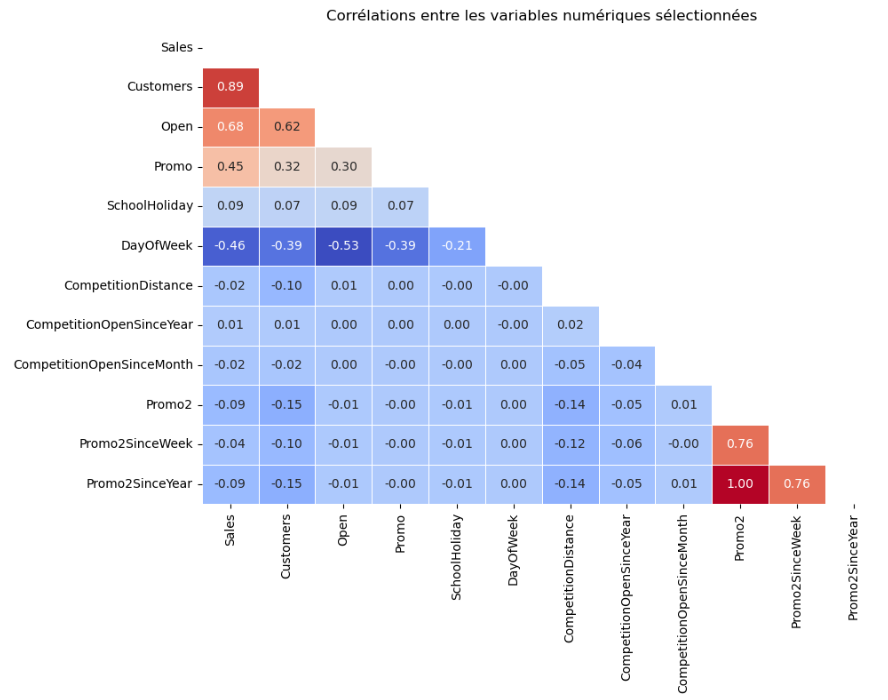 Corrélations entre les variables numériques sélectionnées
Sales
Customers 0.89
Open 0.68 0.62
Promo 0.45 0.32 0.30
SchoolHoliday 0.09 0.07 0.09 0.07
DayOfWeek -0.46 -0.39 -0.53 -0.39 -0.21
CompetitionDistance -0.02 -0.10 0.01 0.00 -0.00 -0.00
CompetitionOpenSinceYear 0.01 0.01 0.00 0.00 0.00 -0.00 0.02
CompetitionOpenSinceMonth -0.02 -0.02 0.00 -0.00 -0.00 0.00 -0.05 -0.04
Promo2 -0.09 -0.15 -0.01 -0.00 -0.01 0.00 -0.14 -0.05 0.01
Promo2SinceWeek -0.04 -0.10 -0.01 -0.00 -0.01 0.00 -0.12 -0.06 -0.00 0.76
Promo2SinceYear -0.09 -0.15 -0.01 -0.00 -0.01 0.00 -0.14 -0.05 0.01 1.00 0.76
Sales
Customers
Open
Promo
SchoolHoliday
DayOfWeek
CompetitionDistance
CompetitionOpenSinceYear
CompetitionOpenSinceMonth
Promo2
Promo2SinceWeek
Promo2SinceYear